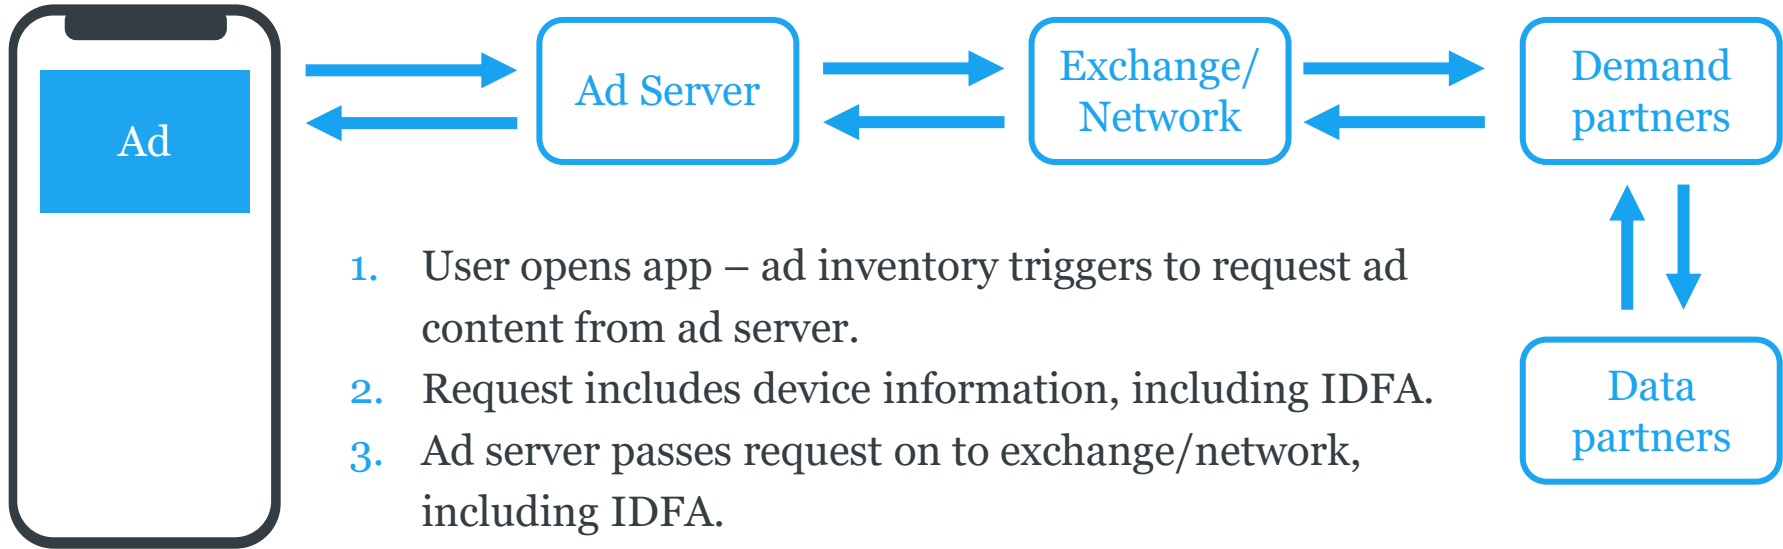 Ad
Ad Server
Exchange/
Network
Demand
partners
1. User opens app – ad inventory triggers to request ad
content from ad server.
2. Request includes device information, including IDFA.
3. Ad server passes request on to exchange/network,
including IDFA.
Data
partners